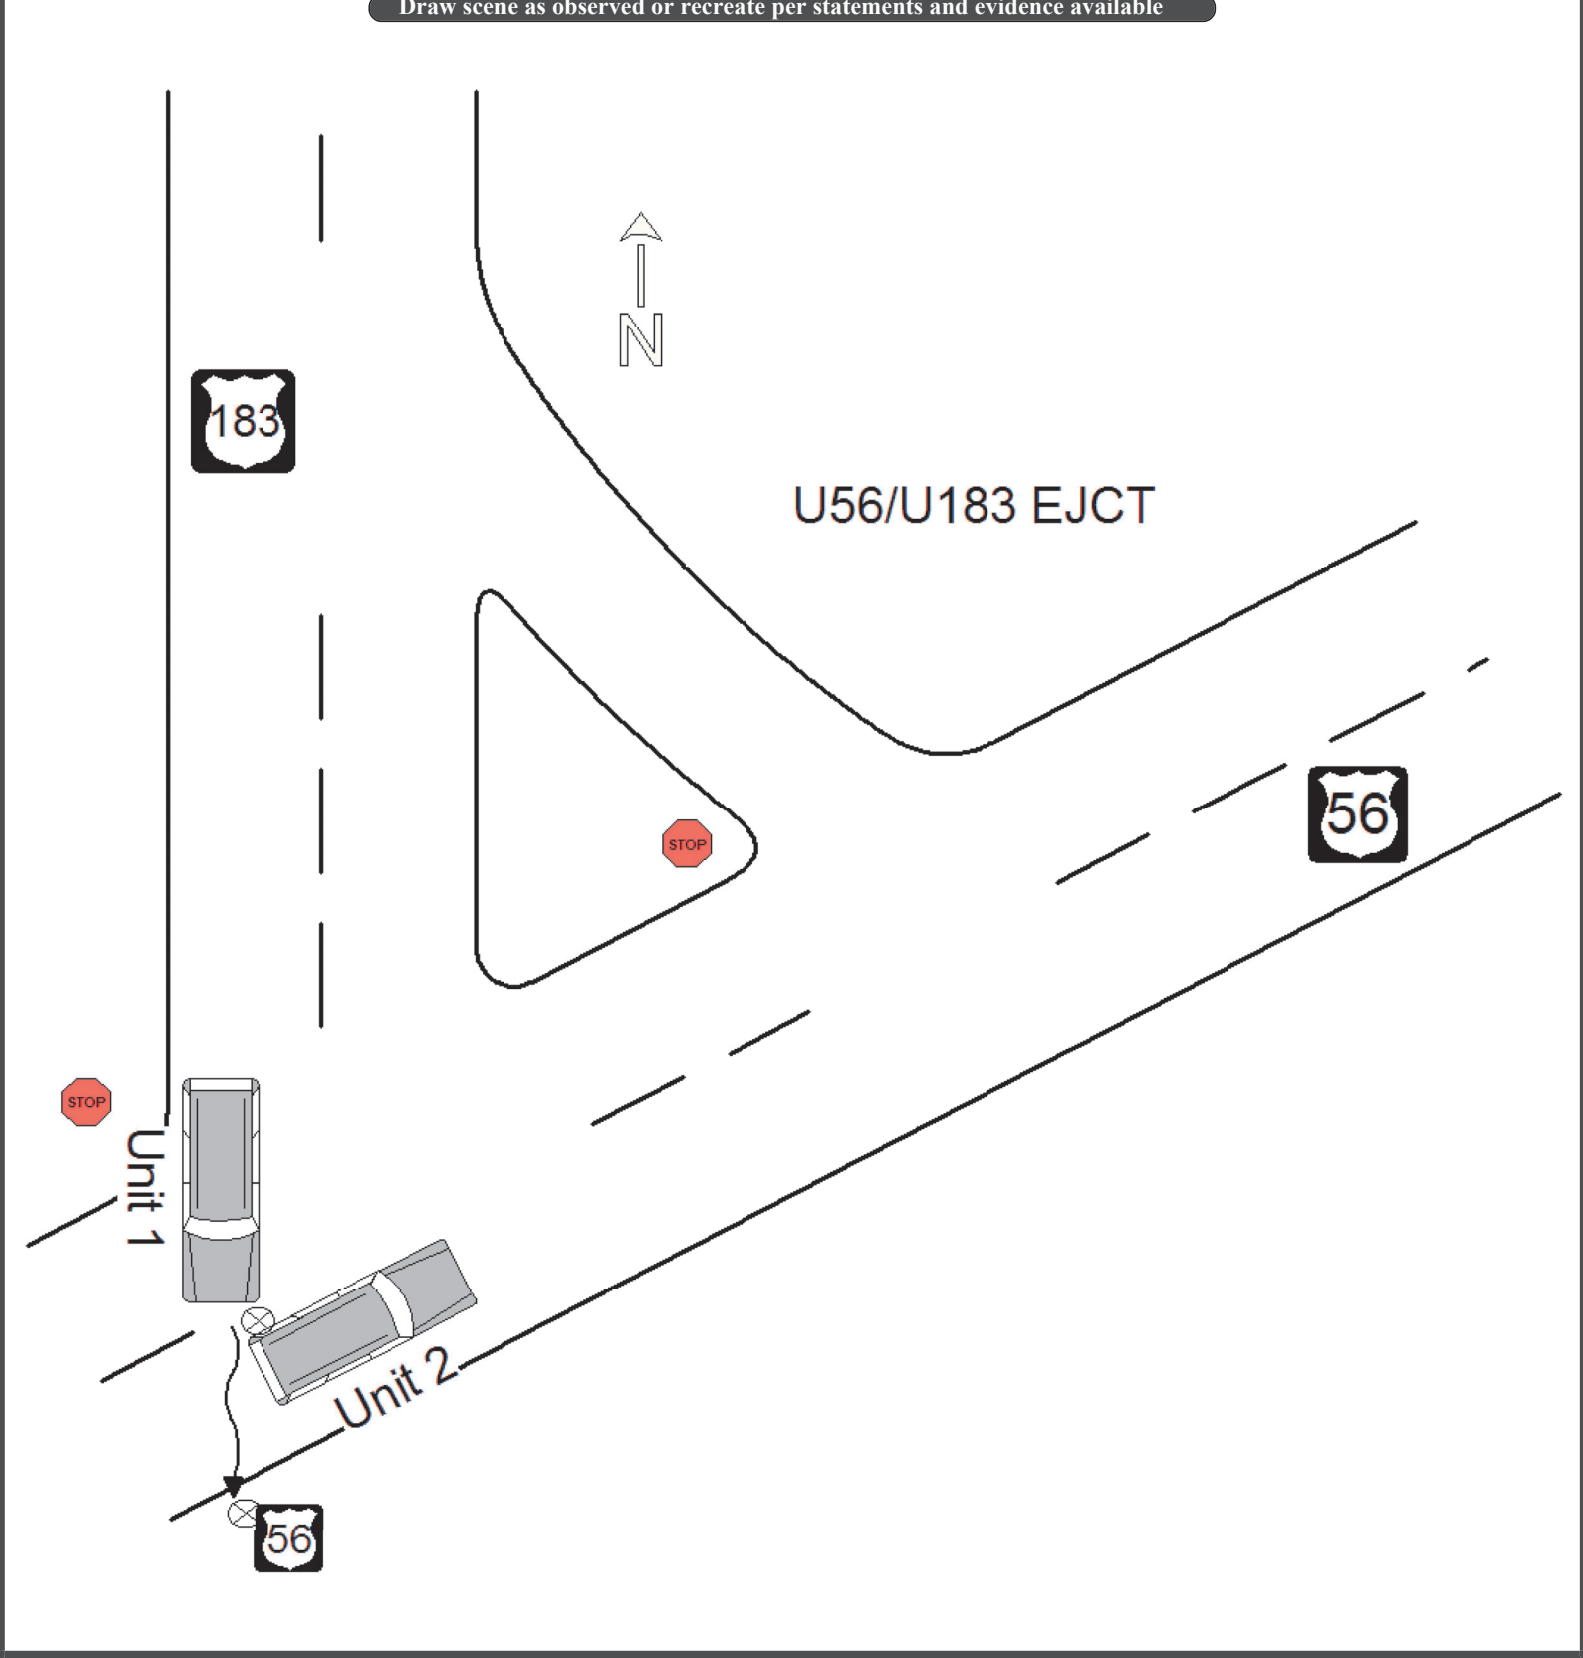 Draw scene as observed or recreate per statements and evidence available
N
183
U56/U183 EJCT
56
STOP
STOP
Unit 1
Unit 2
56